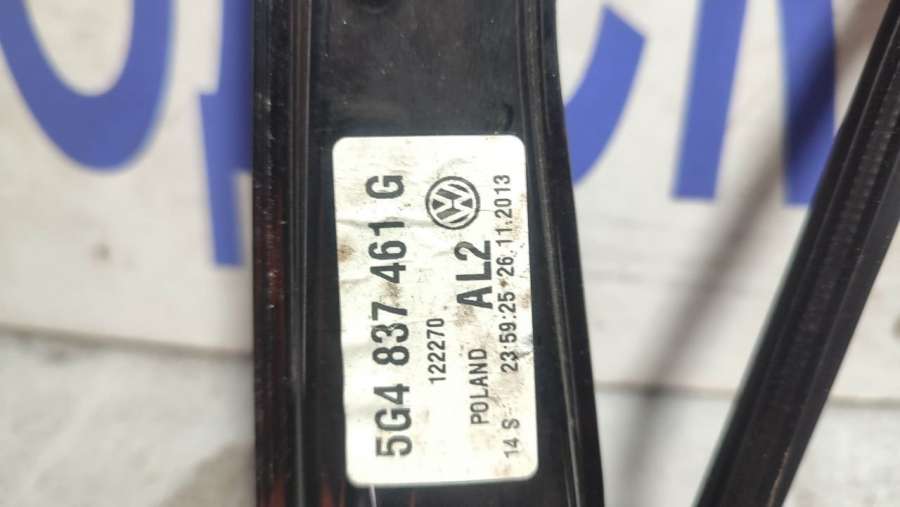 5G4 837 461 G
122270
POLAND AL2
14 S 23:59:25 26.11.2013